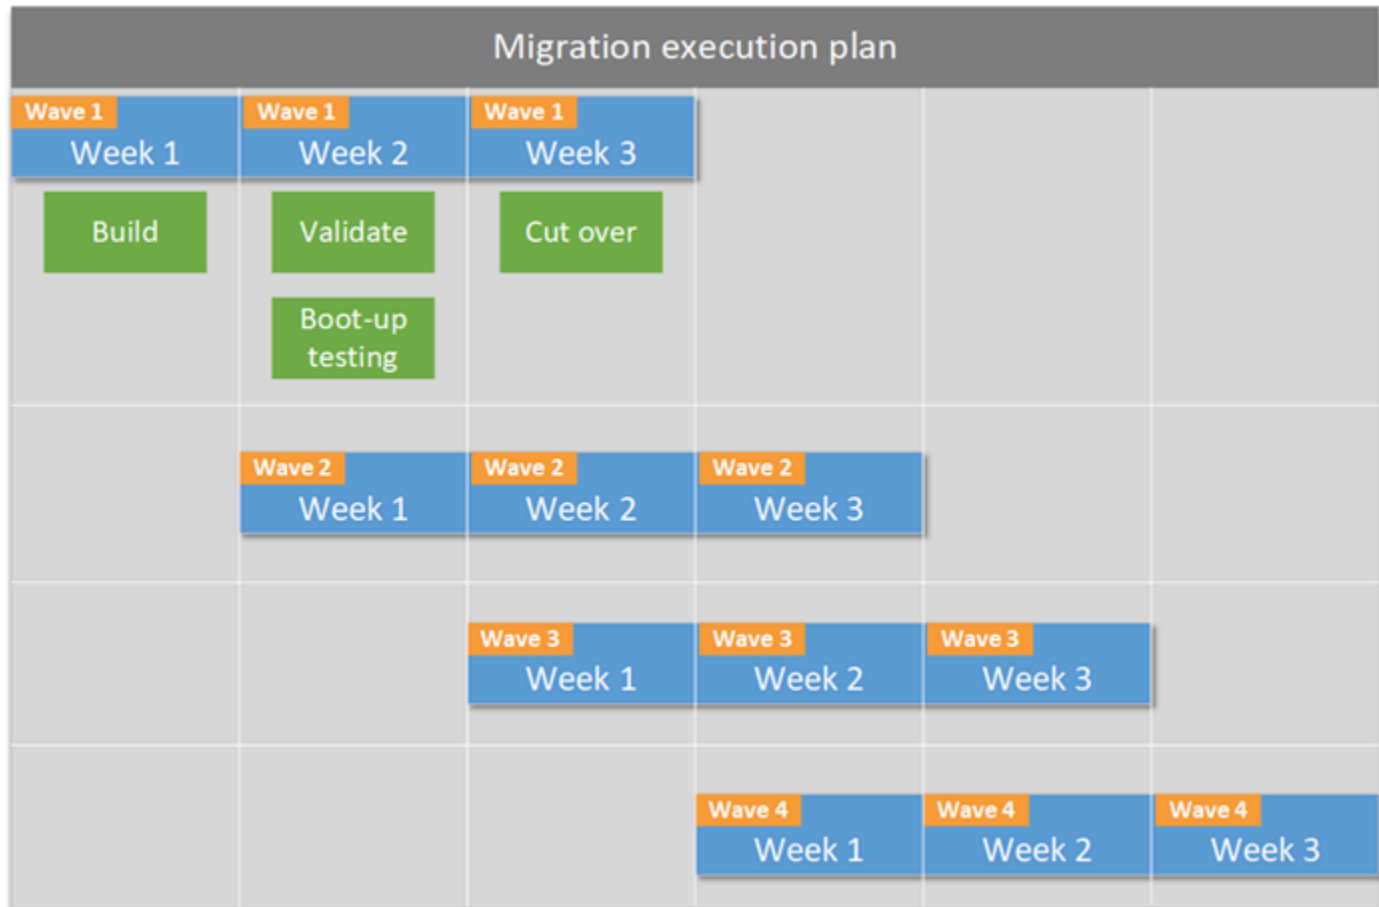 Migration execution plan
Wave 1
Week 1
Wave 1
Week 2
Wave 1
Week 3
Build
Validate
Cut over
Boot-up
testing
Wave 2
Week 1
Wave 2
Week 2
Wave 2
Week 3
Wave 3
Week 1
Wave 3
Week 2
Wave 3
Week 3
Wave 4
Week 1
Wave 4
Week 2
Wave 4
Week 3